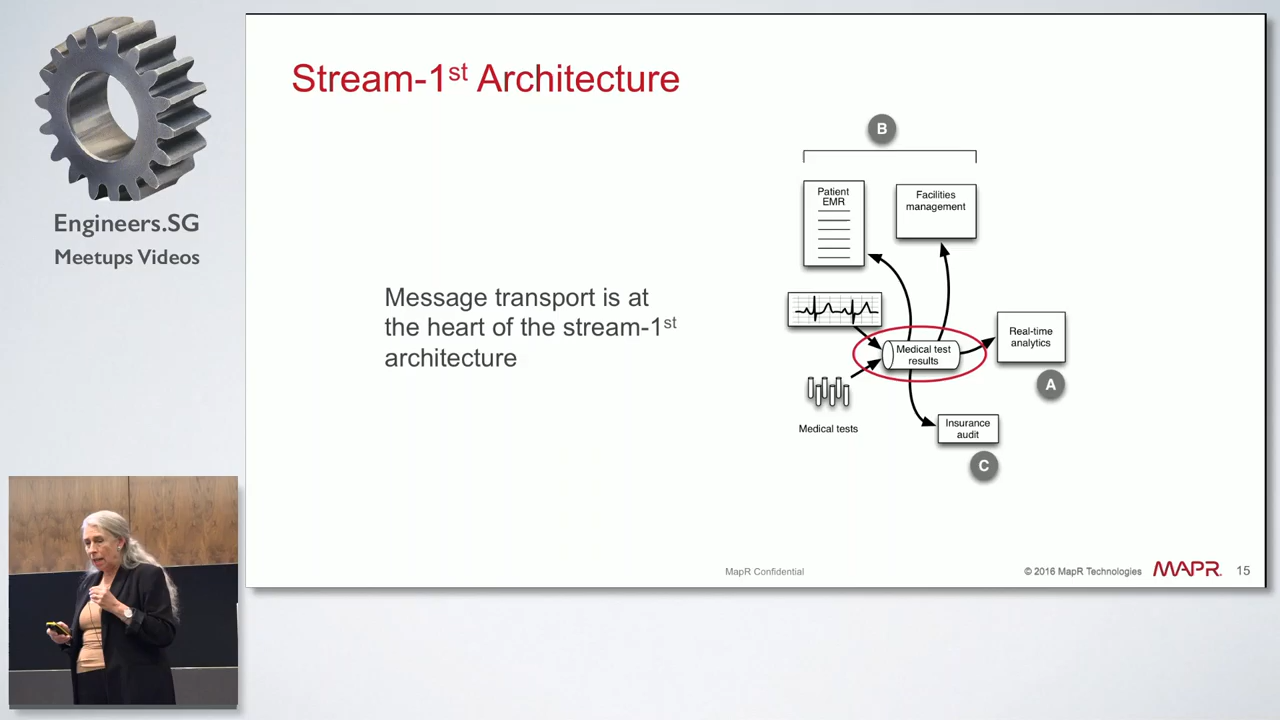 Engineers.SG
Meetups Videos
Stream-1st Architecture
Message transport is at
the heart of the stream-1st
architecture
B
Patient
EMR
Facilities
management
Medical test
results
Real-time
analytics
A
Medical tests
Insurance
audit
C
MapR Confidential
© 2016 MapR Technologies
MAPR
15